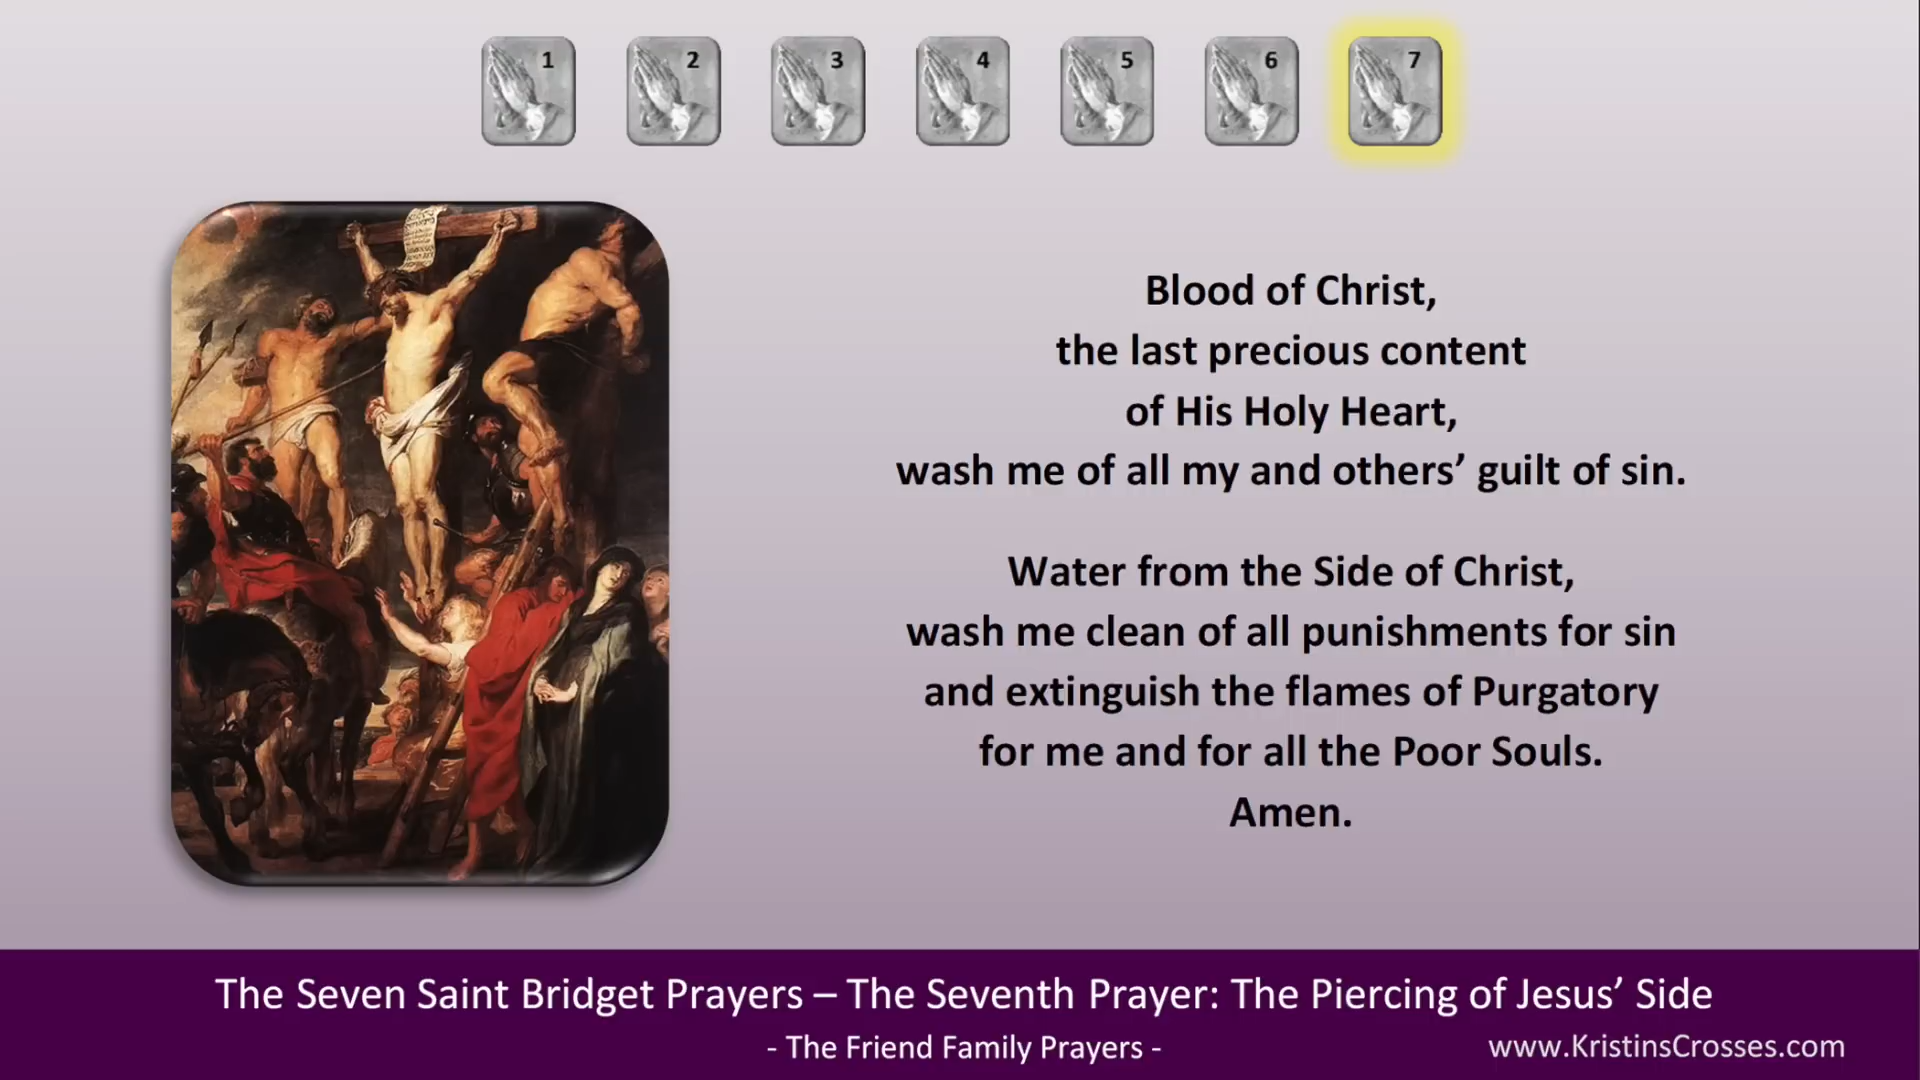 1 2 3 4 5 6 7
Blood of Christ,
the last precious content
of His Holy Heart,
wash me of all my and others’ guilt of sin.
Water from the Side of Christ,
wash me clean of all punishments for sin
and extinguish the flames of Purgatory
for me and for all the Poor Souls.
Amen.
The Seven Saint Bridget Prayers – The Seventh Prayer: The Piercing of Jesus’ Side
- The Friend Family Prayers -
www.KristinsCrosses.com